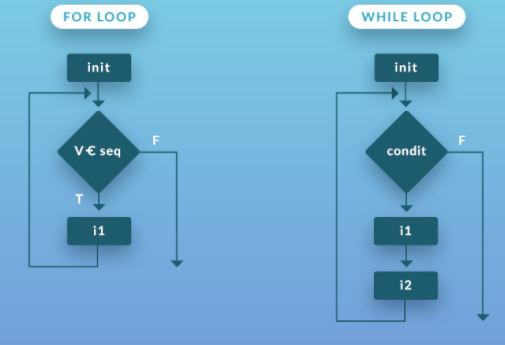 FOR LOOP
init
V€ seq
F
T
i1
WHILE LOOP
init
condit
F
i1
i2